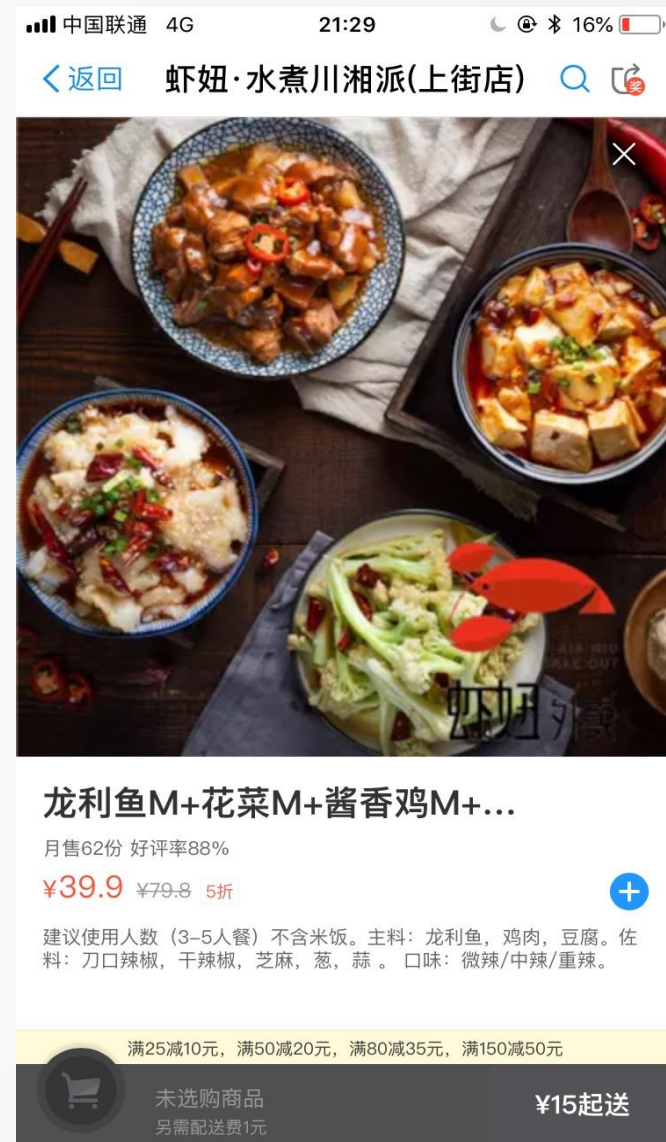 中国联通 4G 21:29 16%
返回 虾妞·水煮川湘派(上街店) 奖
XIA NIU
TAKE OUT
虾妞外卖
龙利鱼M+花菜M+酱香鸡M+...
月售62份 好评率88%
¥39.9 ¥79.8 5折
建议使用人数（3-5人餐）不含米饭。主料：龙利鱼，鸡肉，豆腐。佐
料：刀口辣椒，干辣椒，芝麻，葱，蒜 。 口味：微辣/中辣/重辣。
满25减10元，满50减20元，满80减35元，满150减50元
未选购商品
¥15起送
另需配送费1元